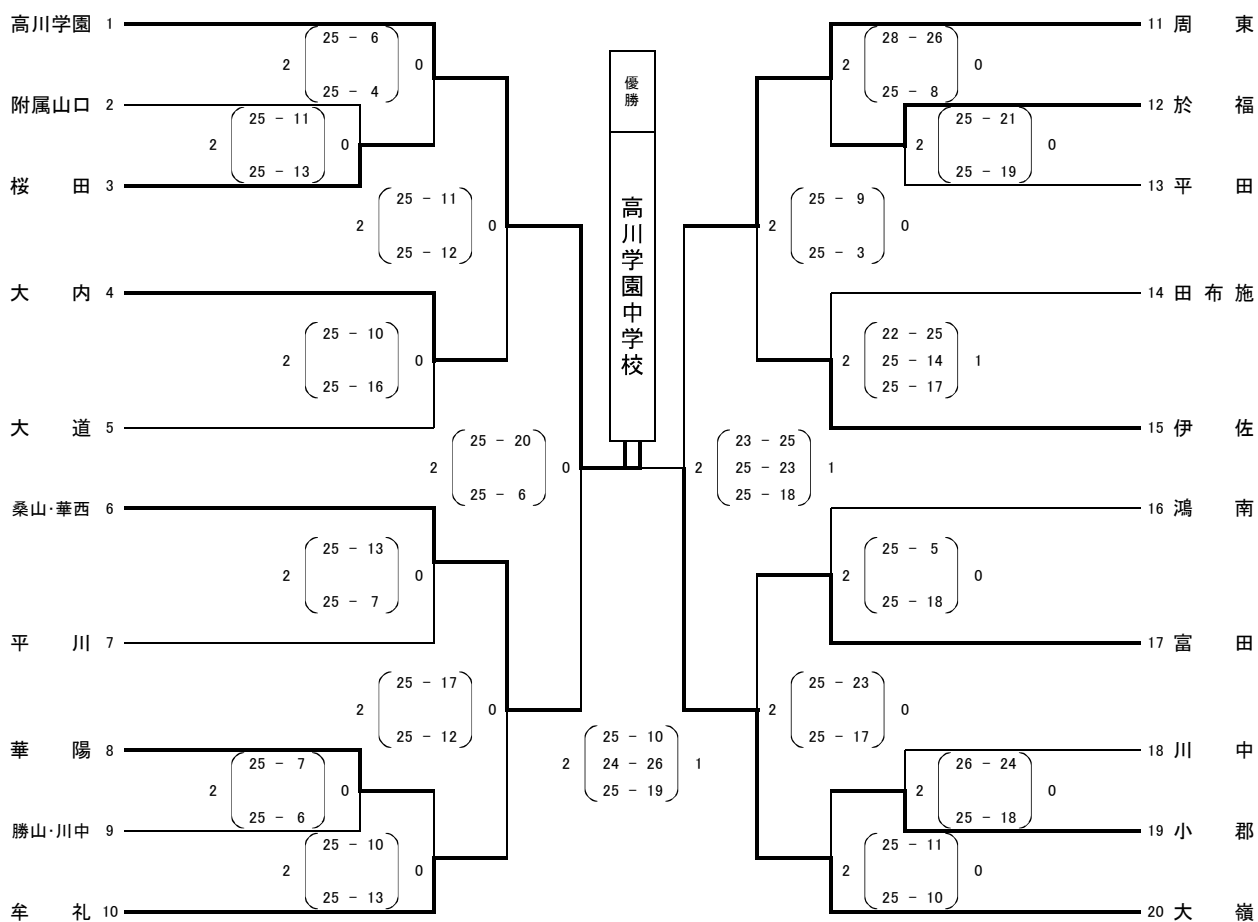 高川学園 1
25 - 6
2 0
25 - 4
附属山口 2
25 - 11
2 0
25 - 13
桜田 3
25 - 11
2 0
25 - 12
大内 4
25 - 10
2 0
25 - 16
大道 5
25 - 20
2 0
25 - 6
桑山・華西 6
25 - 13
2 0
25 - 7
平川 7
25 - 17
2 0
25 - 12
華陽 8
25 - 7
2 0
25 - 6
勝山・川中 9
25 - 10
2 0
25 - 13
牟礼 10
優勝
高川学園中学校
25 - 10
2 24 - 26 1
25 - 19
11 周東
28 - 26
2 0
25 - 8
12 於福
25 - 21
2 0
25 - 19
13 平田
25 - 9
2 0
25 - 3
14 田布施
22 - 25
2 25 - 14 1
25 - 17
15 伊佐
23 - 25
2 25 - 23 1
25 - 18
16 鴻南
25 - 5
2 0
25 - 18
17 富田
25 - 23
2 0
25 - 17
18 川中
26 - 24
2 0
25 - 18
19 小郡
25 - 11
2 0
25 - 10
20 大嶺